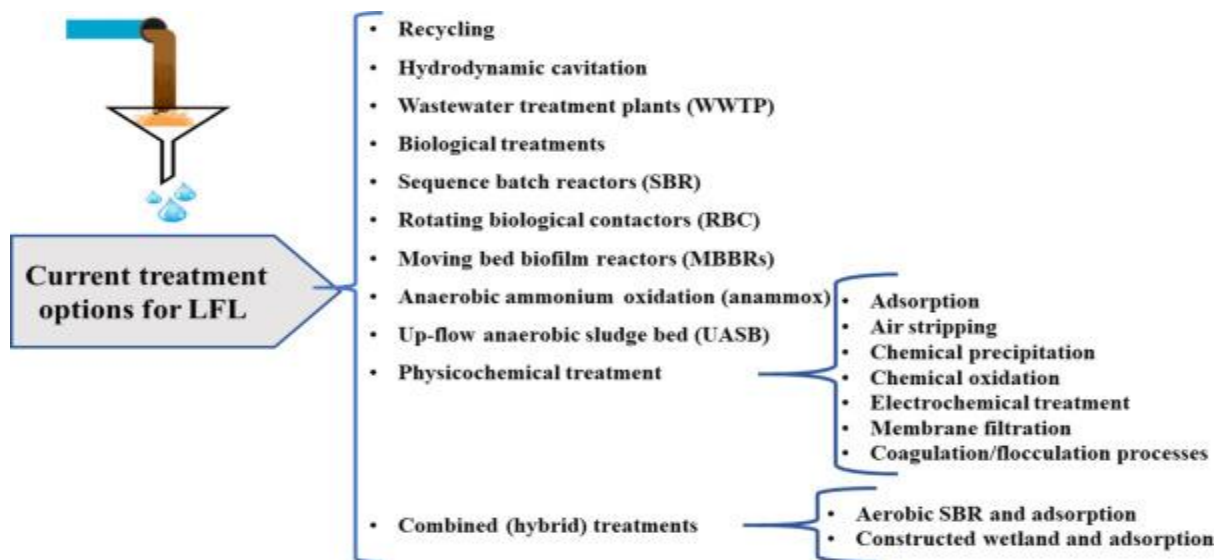 Current treatment
options for LFL
• Recycling
• Hydrodynamic cavitation
• Wastewater treatment plants (WWTP)
• Biological treatments
• Sequence batch reactors (SBR)
• Rotating biological contactors (RBC)
• Moving bed biofilm reactors (MBBRs)
• Anaerobic ammonium oxidation (anammox)
• Up-flow anaerobic sludge bed (UASB)
• Physicochemical treatment
• Adsorption
• Air stripping
• Chemical precipitation
• Chemical oxidation
• Electrochemical treatment
• Membrane filtration
• Coagulation/flocculation processes
• Combined (hybrid) treatments
• Aerobic SBR and adsorption
• Constructed wetland and adsorption